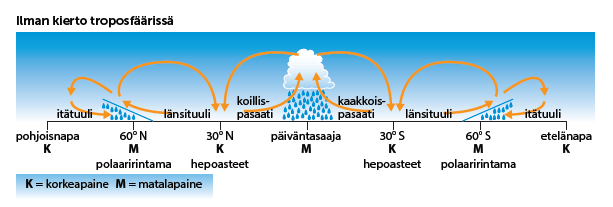 Ilman kierto troposfäärissä
koillis-
pasaati
kaakkois-
pasaati
itätuuli
länsituuli
länsituuli
itätuuli
pohjoisnapa
K
60° N
M
polaaririntama
30° N
K
hepoasteet
päiväntasaaja
M
30° S
K
hepoasteet
60° S
M
polaaririntama
etelänapa
K
K = korkeapaine M = matalapaine